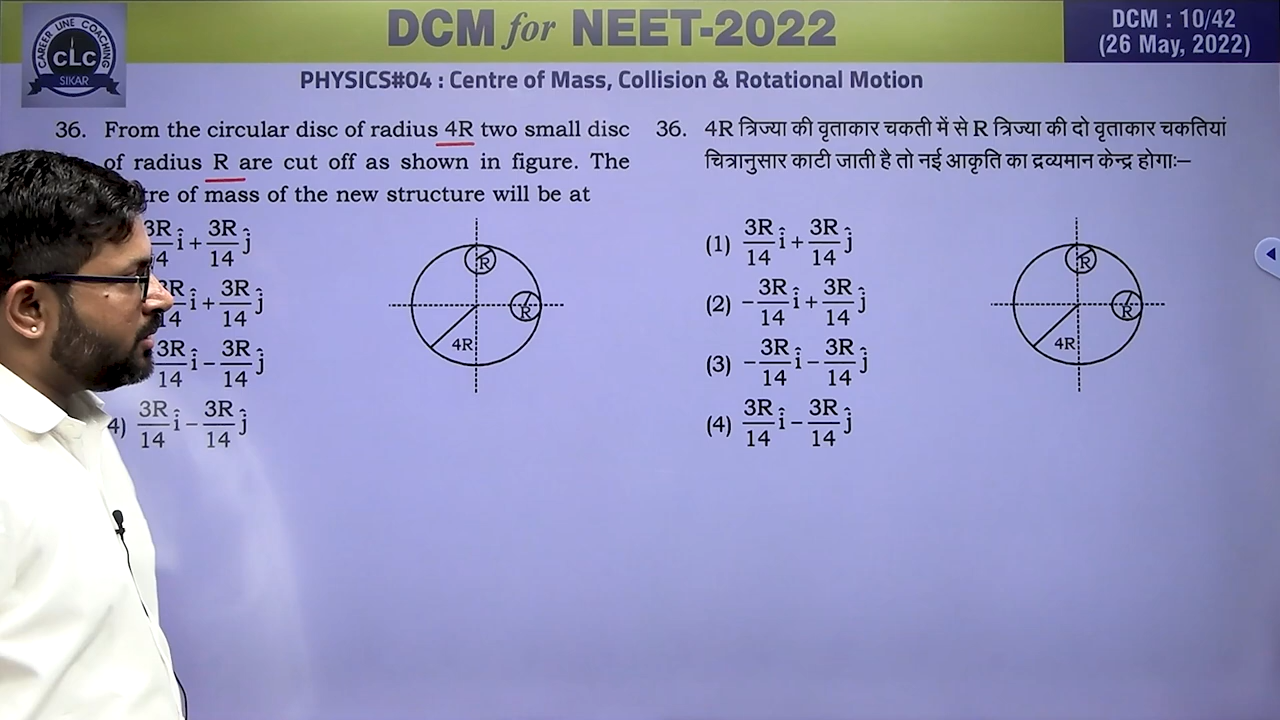 DCM for NEET-2022
DCM : 10/42
(26 May, 2022)
CAREER LINE COACHING
CLC
SIKAR
PHYSICS#04 : Centre of Mass, Collision & Rotational Motion
36. From the circular disc of radius 4R two small disc
of radius R are cut off as shown in figure. The
tre of mass of the new structure will be at
3R/4 î + 3R/14 ĵ
3R/14 î + 3R/14 ĵ
3R/14 î − 3R/14 ĵ
4) 3R/14 î − 3R/14 ĵ
R
R
4R
36. 4R त्रिज्या की वृताकार चकती में से R त्रिज्या की दो वृताकार चकतियां
चित्रानुसार काटी जाती है तो नई आकृति का द्रव्यमान केन्द्र होगाः–
(1) 3R/14 î + 3R/14 ĵ
(2) −3R/14 î + 3R/14 ĵ
(3) −3R/14 î − 3R/14 ĵ
(4) 3R/14 î − 3R/14 ĵ
R
R
4R